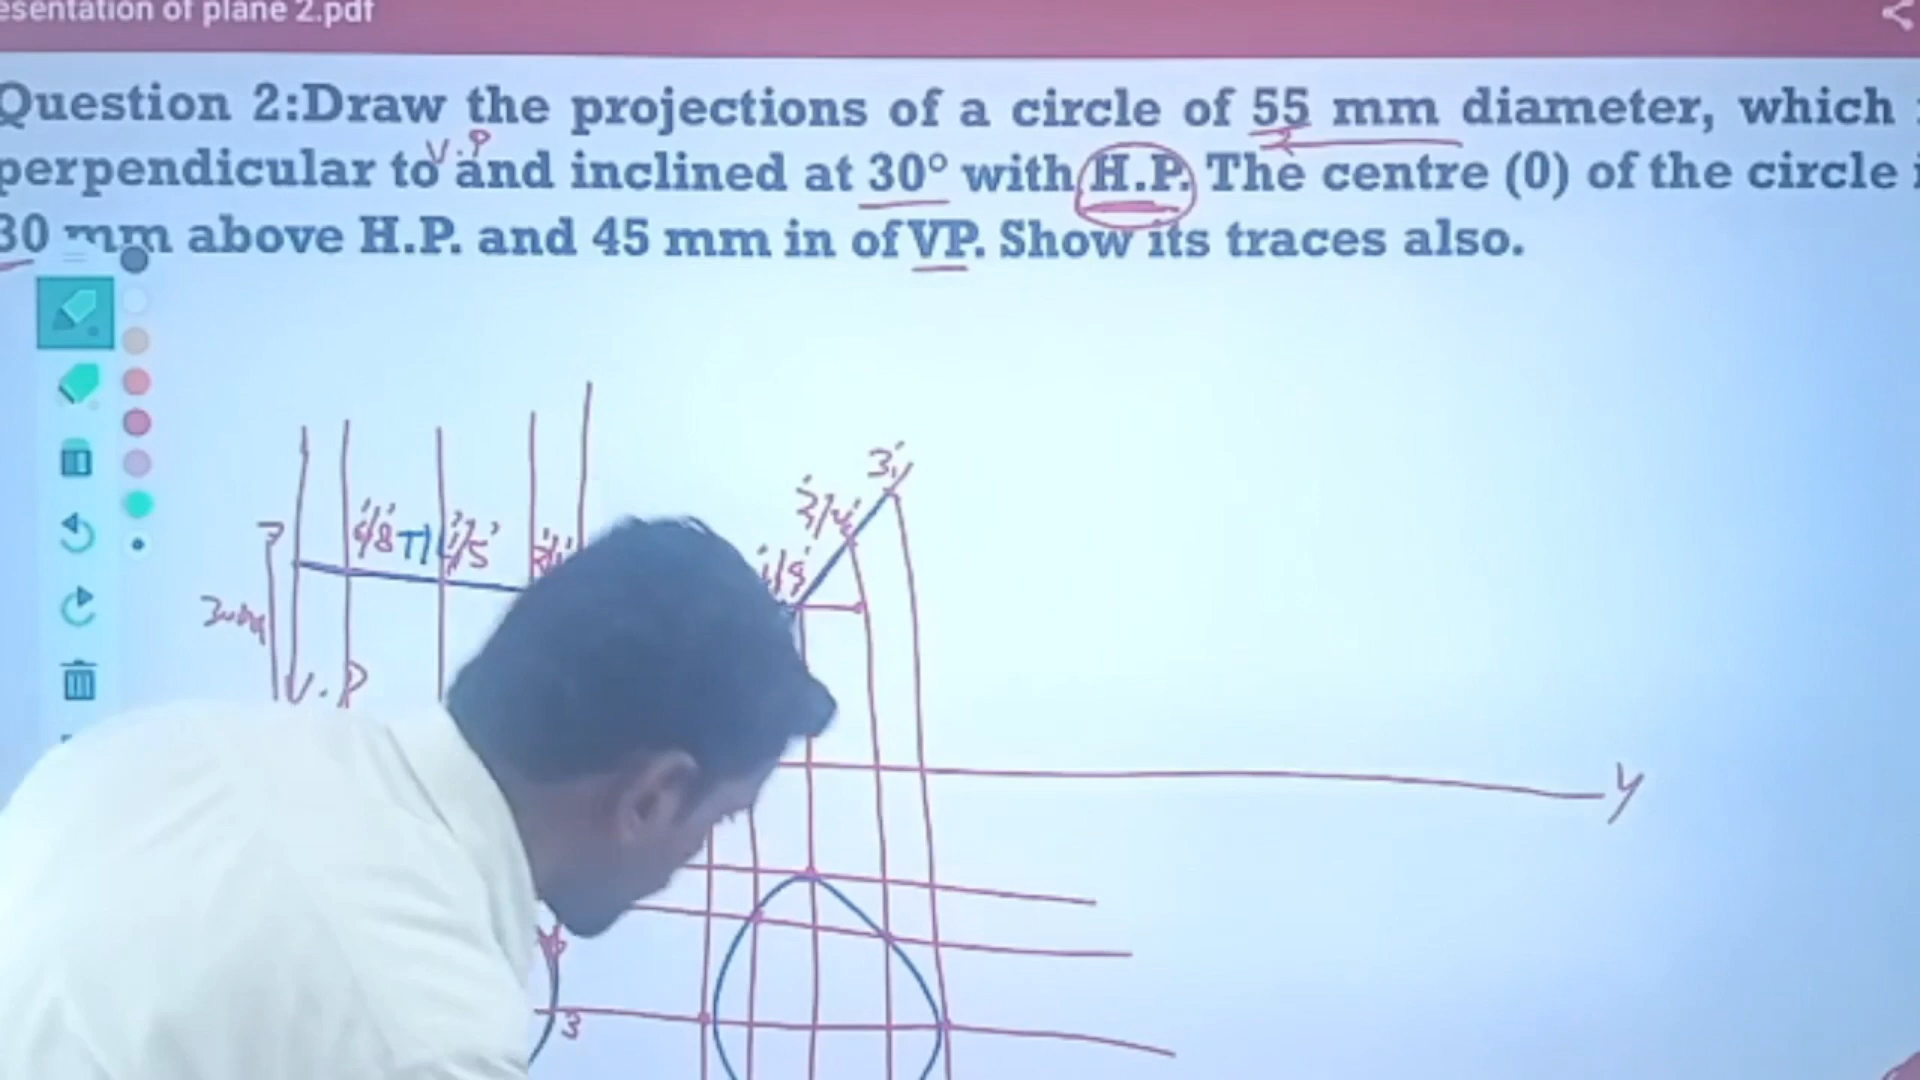 esentation of plane 2.pdf
Question 2:Draw the projections of a circle of 55 mm diameter, which
V.P
perpendicular to and inclined at 30° with H.P. The centre (0) of the circle i
30 mm above H.P. and 45 mm in of VP. Show its traces also.
3'
V.P
y
3